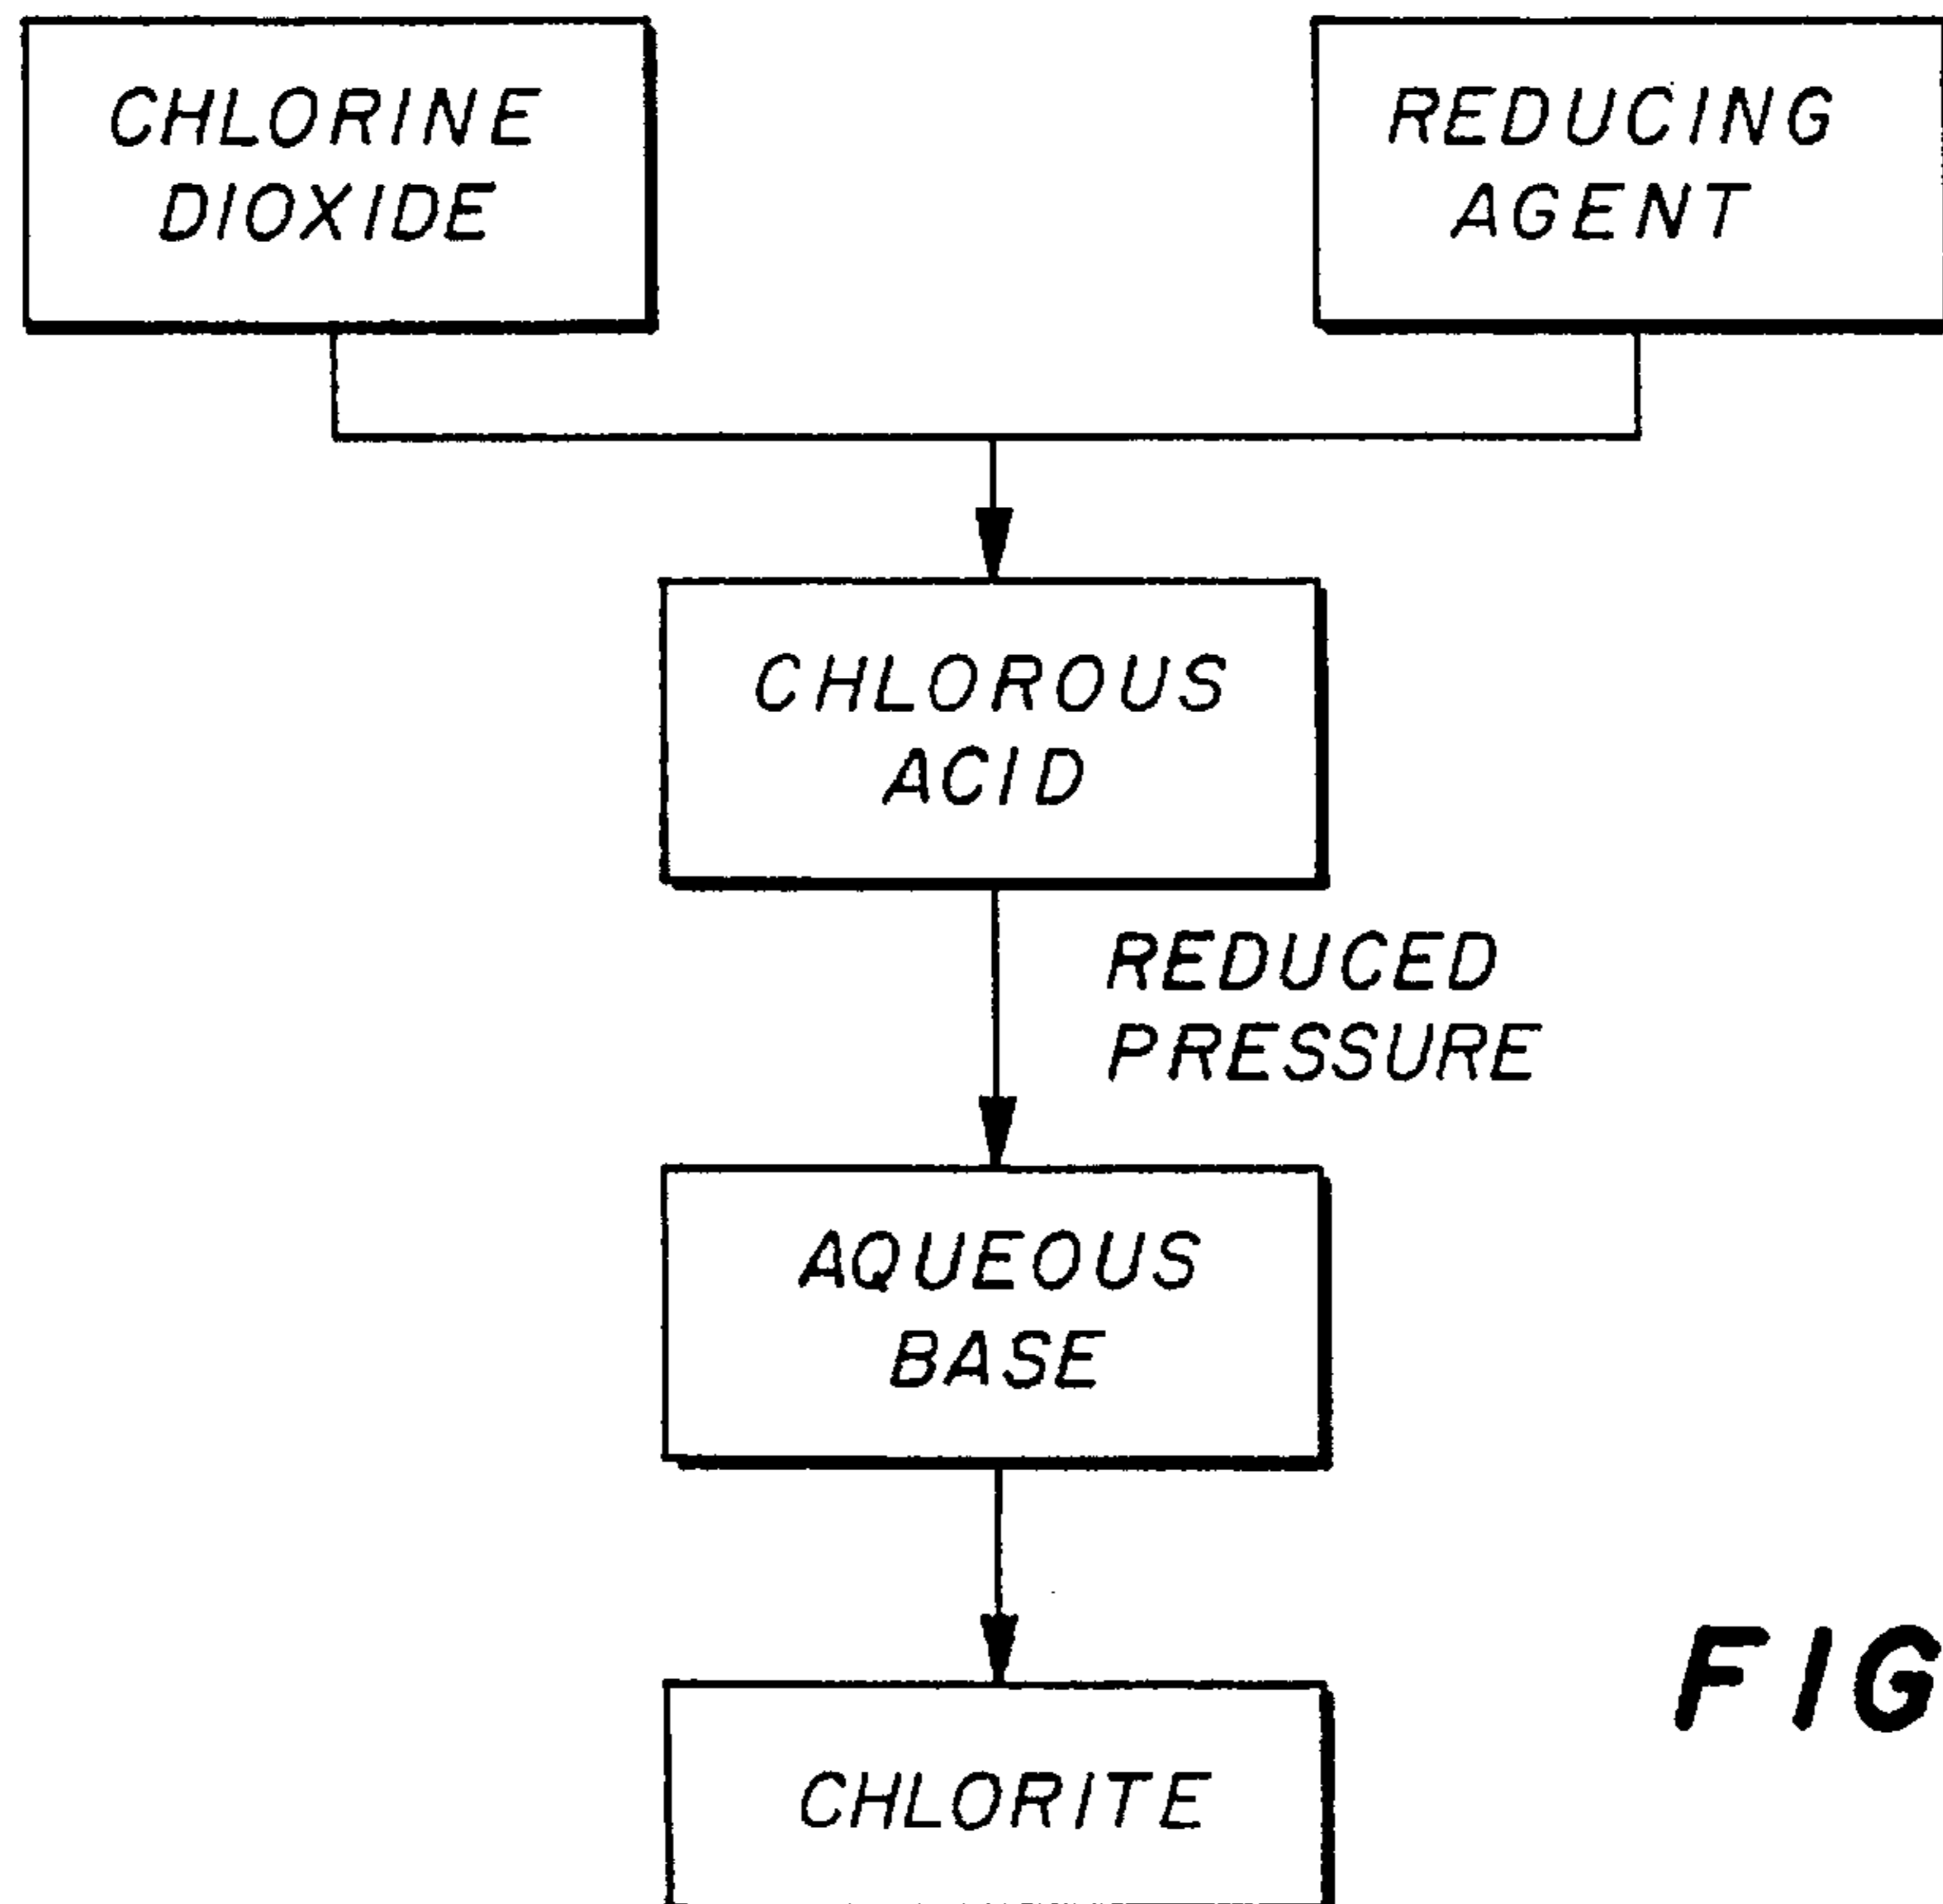 CHLORINE
DIOXIDE
REDUCING
AGENT
CHLOROUS
ACID
REDUCED
PRESSURE
AQUEOUS
BASE
CHLORITE
FIG